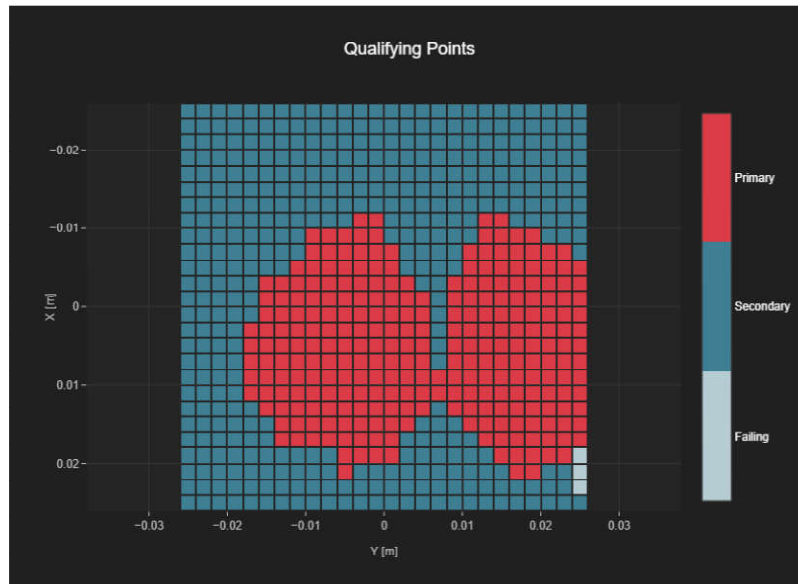 Qualifying Points
Primary
Secondary
Failing
X [m]
−0.02
−0.01
0
0.01
0.02
−0.03
−0.02
−0.01
0
0.01
0.02
0.03
Y [m]